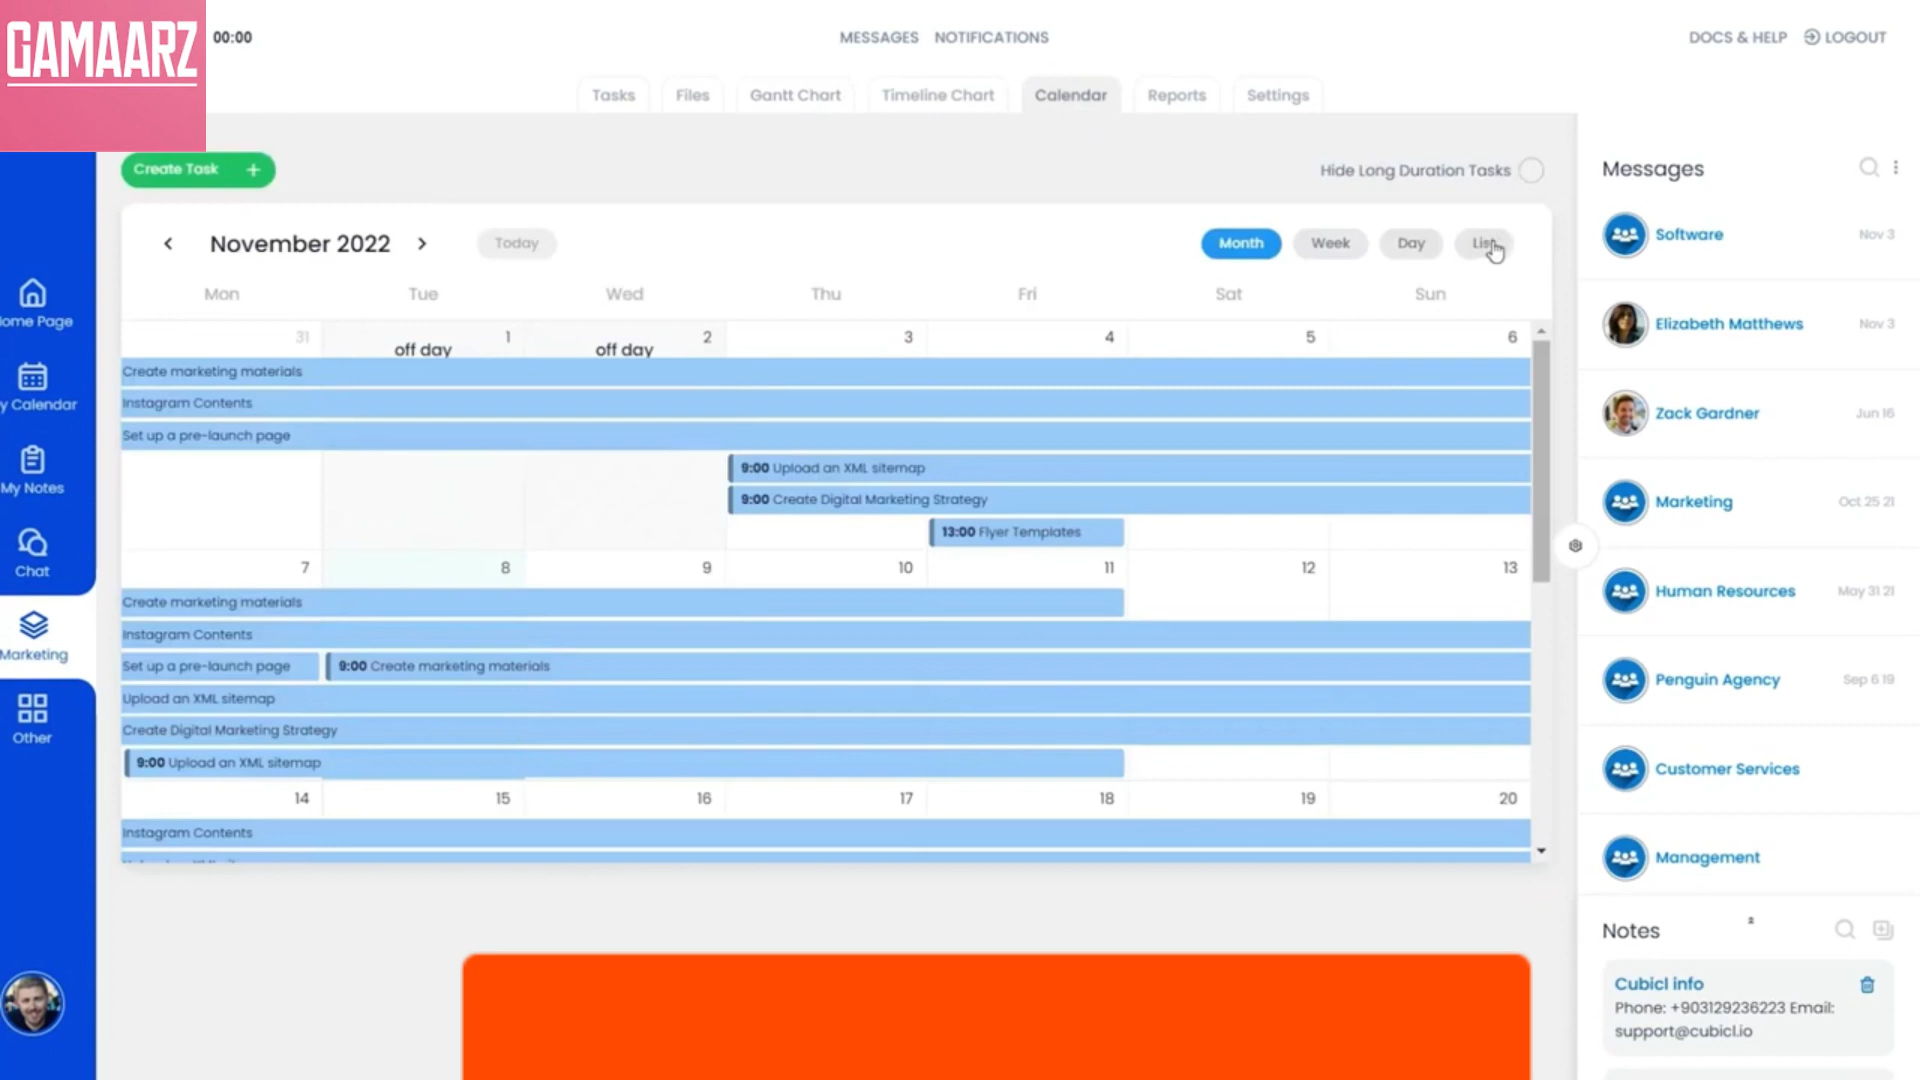 GAMAARZ
00:00
MESSAGES NOTIFICATIONS
DOCS & HELP LOGOUT
Tasks Files Gantt Chart Timeline Chart Calendar Reports Settings
Create Task +
Hide Long Duration Tasks
November 2022
Today
Month Week Day
Mon Tue Wed Thu Fri Sat Sun
31 1 2 3 4 5 6
off day off day
Create marketing materials
Instagram Contents
Set up a pre-launch page
9:00 Upload an XML sitemap
9:00 Create Digital Marketing Strategy
13:00 Flyer Templates
7 8 9 10 11 12 13
Create marketing materials
Instagram Contents
Set up a pre-launch page 9:00 Create marketing materials
Upload an XML sitemap
Create Digital Marketing Strategy
9:00 Upload an XML sitemap
14 15 16 17 18 19 20
Instagram Contents
ome Page
y Calendar
My Notes
Chat
Marketing
Other
Messages
Software Nov 3
Elizabeth Matthews Nov 3
Zack Gardner Jun 16
Marketing Oct 25 21
Human Resources May 31 21
Penguin Agency Sep 6 19
Customer Services
Management
Notes
Cubicl info
Phone: +903129236223 Email:
support@cubicl.io